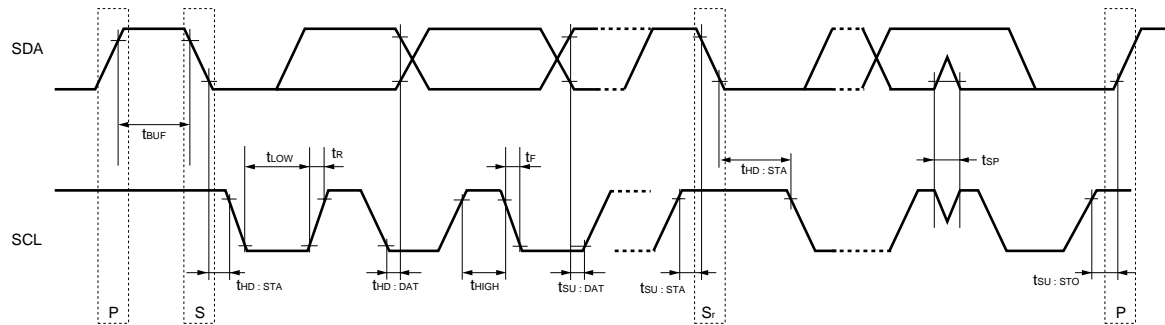 SDA
tBUF
tLOW
tR
tF
tHD : STA
tSP
SCL
tHD : STA
tHD : DAT
tHIGH
tSU : DAT
tSU : STA
tSU : STO
P
S
Sr
P